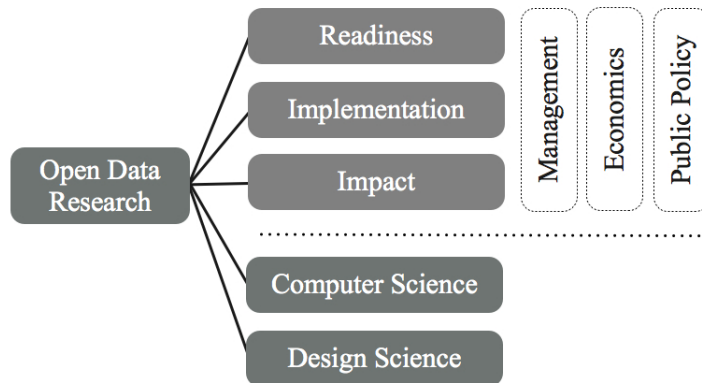 Readiness
Implementation
Impact
Management
Economics
Public Policy
Open Data
Research
Computer Science
Design Science